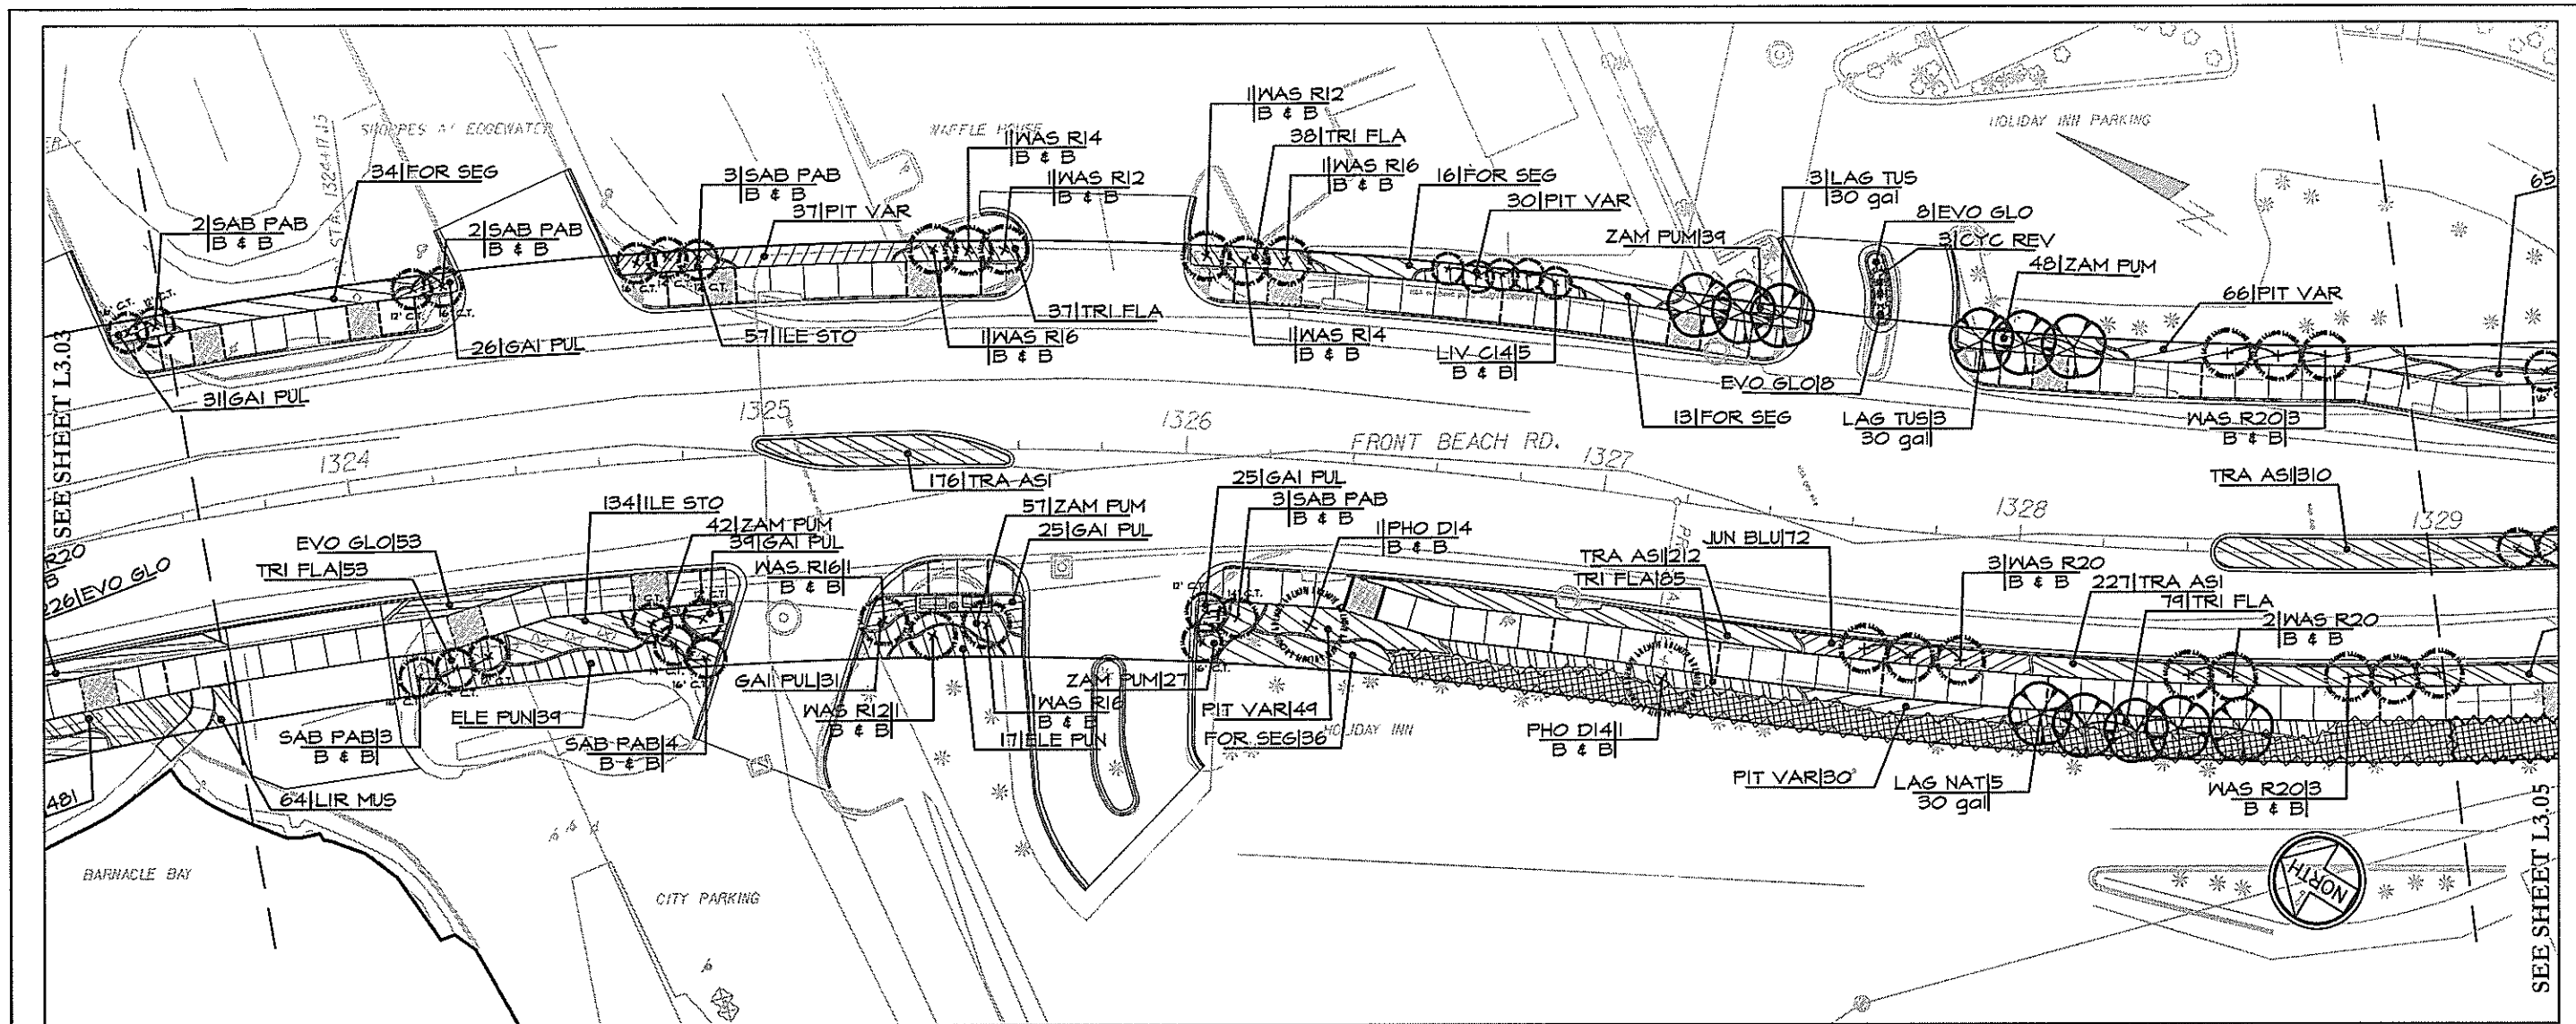 SEE SHEET L3.03
SHOPPES AT EDGEWATER
STA. 1324+17.15
34|FOR SEG
2|SAB PAB
B & B
2|SAB PAB
B & B
26|GAI PUL
31|GAI PUL
3|SAB PAB
B & B
37|PIT VAR
57|ILE STO
WAFFLE HOUSE
1|WAS R14
B & B
1|WAS R12
B & B
37|TRI FLA
1|WAS R16
B & B
1|WAS R12
B & B
38|TRI FLA
1|WAS R16
B & B
1|WAS R14
B & B
16|FOR SEG
30|PIT VAR
LIV C14|5
B & B
ZAM PUM|39
3|LAG TUS
30 gal
13|FOR SEG
8|EVO GLO
3|CYC REV
EVO GLO|8
48|ZAM PUM
LAG TUS|3
30 gal
66|PIT VAR
WAS R20|3
B & B
HOLIDAY INN PARKING
65
1324
1325
1326
FRONT BEACH RD.
1327
1328
1329
176|TRA ASI
TRA ASI|310
R20
B
226|EVO GLO
EVO GLO|53
TRI FLA|53
134|ILE STO
42|ZAM PUM
39|GAI PUL
WAS R16|1
B & B
57|ZAM PUM
25|GAI PUL
25|GAI PUL
3|SAB PAB
B & B
1|PHO D14
B & B
TRA ASI|212
TRI FLA|85
JUN BLU|72
3|WAS R20
B & B
227|TRA ASI
79|TRI FLA
2|WAS R20
B & B
SAB PAB|3
B & B
ELE PUN|39
SAB PAB|4
B & B
GAI PUL|31
WAS R12|1
B & B
WAS R16
B & B
17|ELE PUN
ZAM PUM|27
PIT VAR|49
FOR SEG|36
HOLIDAY INN
PHO D14|1
B & B
PIT VAR|30
LAG NAT|5
30 gal
WAS R20|3
B & B
481
64|LIR MUS
BARNACLE BAY
CITY PARKING
NORTH
SEE SHEET L3.05